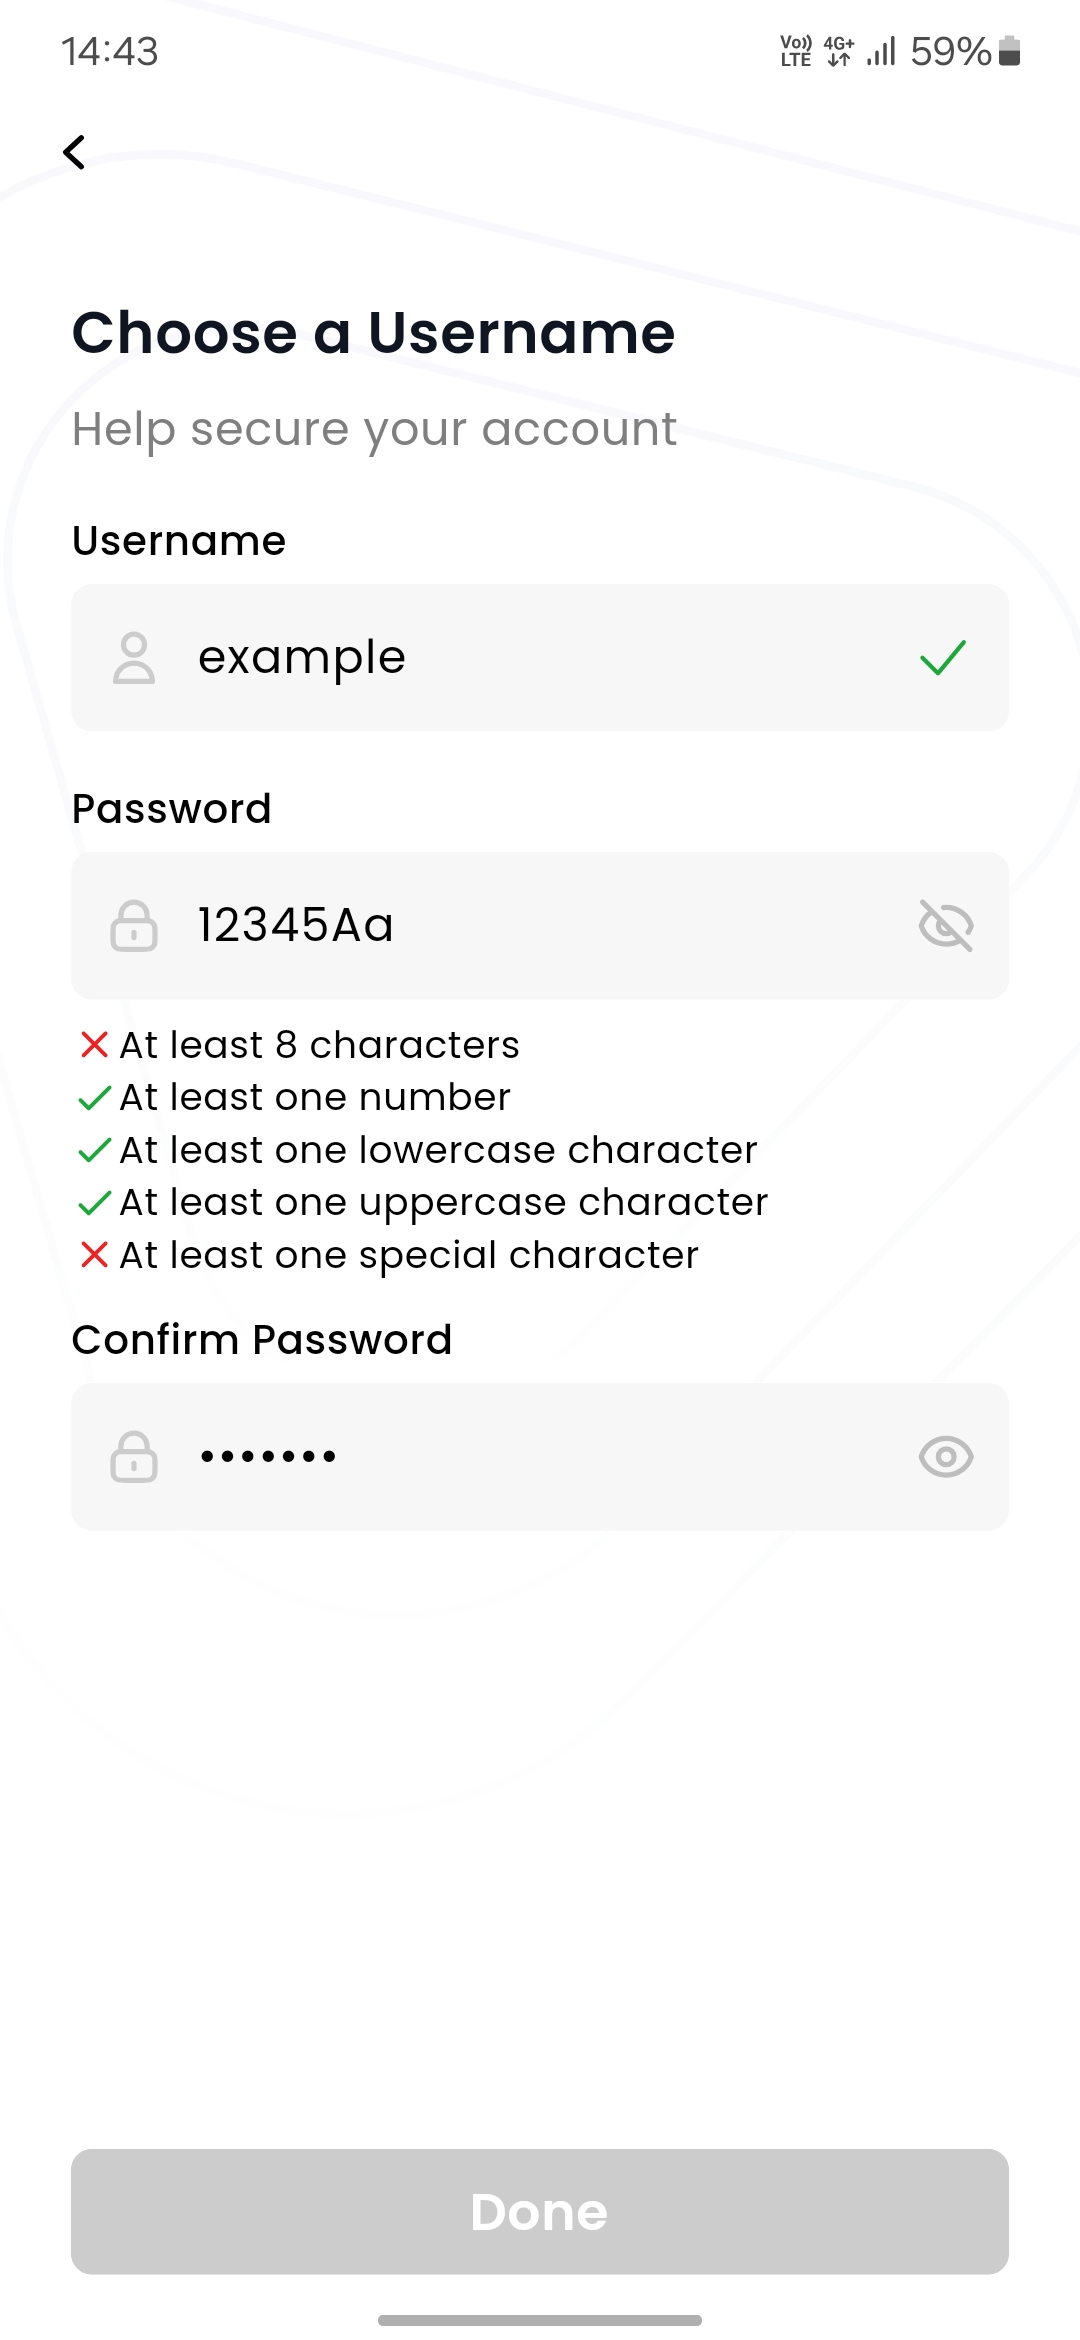 14:43 Vo)) LTE 4G+ 59%
Choose a Username
Help secure your account
Username
example
Password
12345Aa
At least 8 characters
At least one number
At least one lowercase character
At least one uppercase character
At least one special character
Confirm Password
•••••••
Done